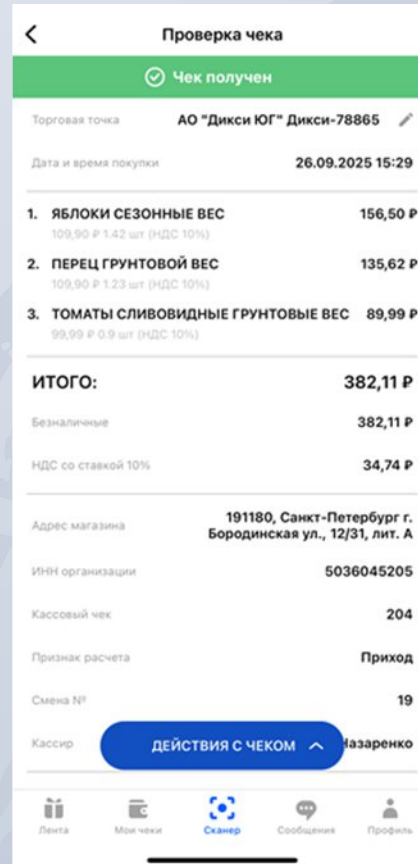 Проверка чека
Чек получен
Торговая точка АО "Дикси ЮГ" Дикси-78865
Дата и время покупки 26.09.2025 15:29
1. ЯБЛОКИ СЕЗОННЫЕ ВЕС 156,50 ₽
109,90 ₽ 1.42 шт (НДС 10%)
2. ПЕРЕЦ ГРУНТОВОЙ ВЕС 135,62 ₽
109,90 ₽ 1.23 шт (НДС 10%)
3. ТОМАТЫ СЛИВОВИДНЫЕ ГРУНТОВЫЕ ВЕС 89,99 ₽
99,99 ₽ 0.9 шт (НДС 10%)
ИТОГО: 382,11 ₽
Безналичные 382,11 ₽
НДС со ставкой 10% 34,74 ₽
Адрес магазина 191180, Санкт-Петербург г.
Бородинская ул., 12/31, лит. А
ИНН организации 5036045205
Кассовый чек 204
Признак расчета Приход
Смена № 19
Кассир ДЕЙСТВИЯ С ЧЕКОМ Назаренко
Лента Мои чеки Сканер Сообщения Профиль